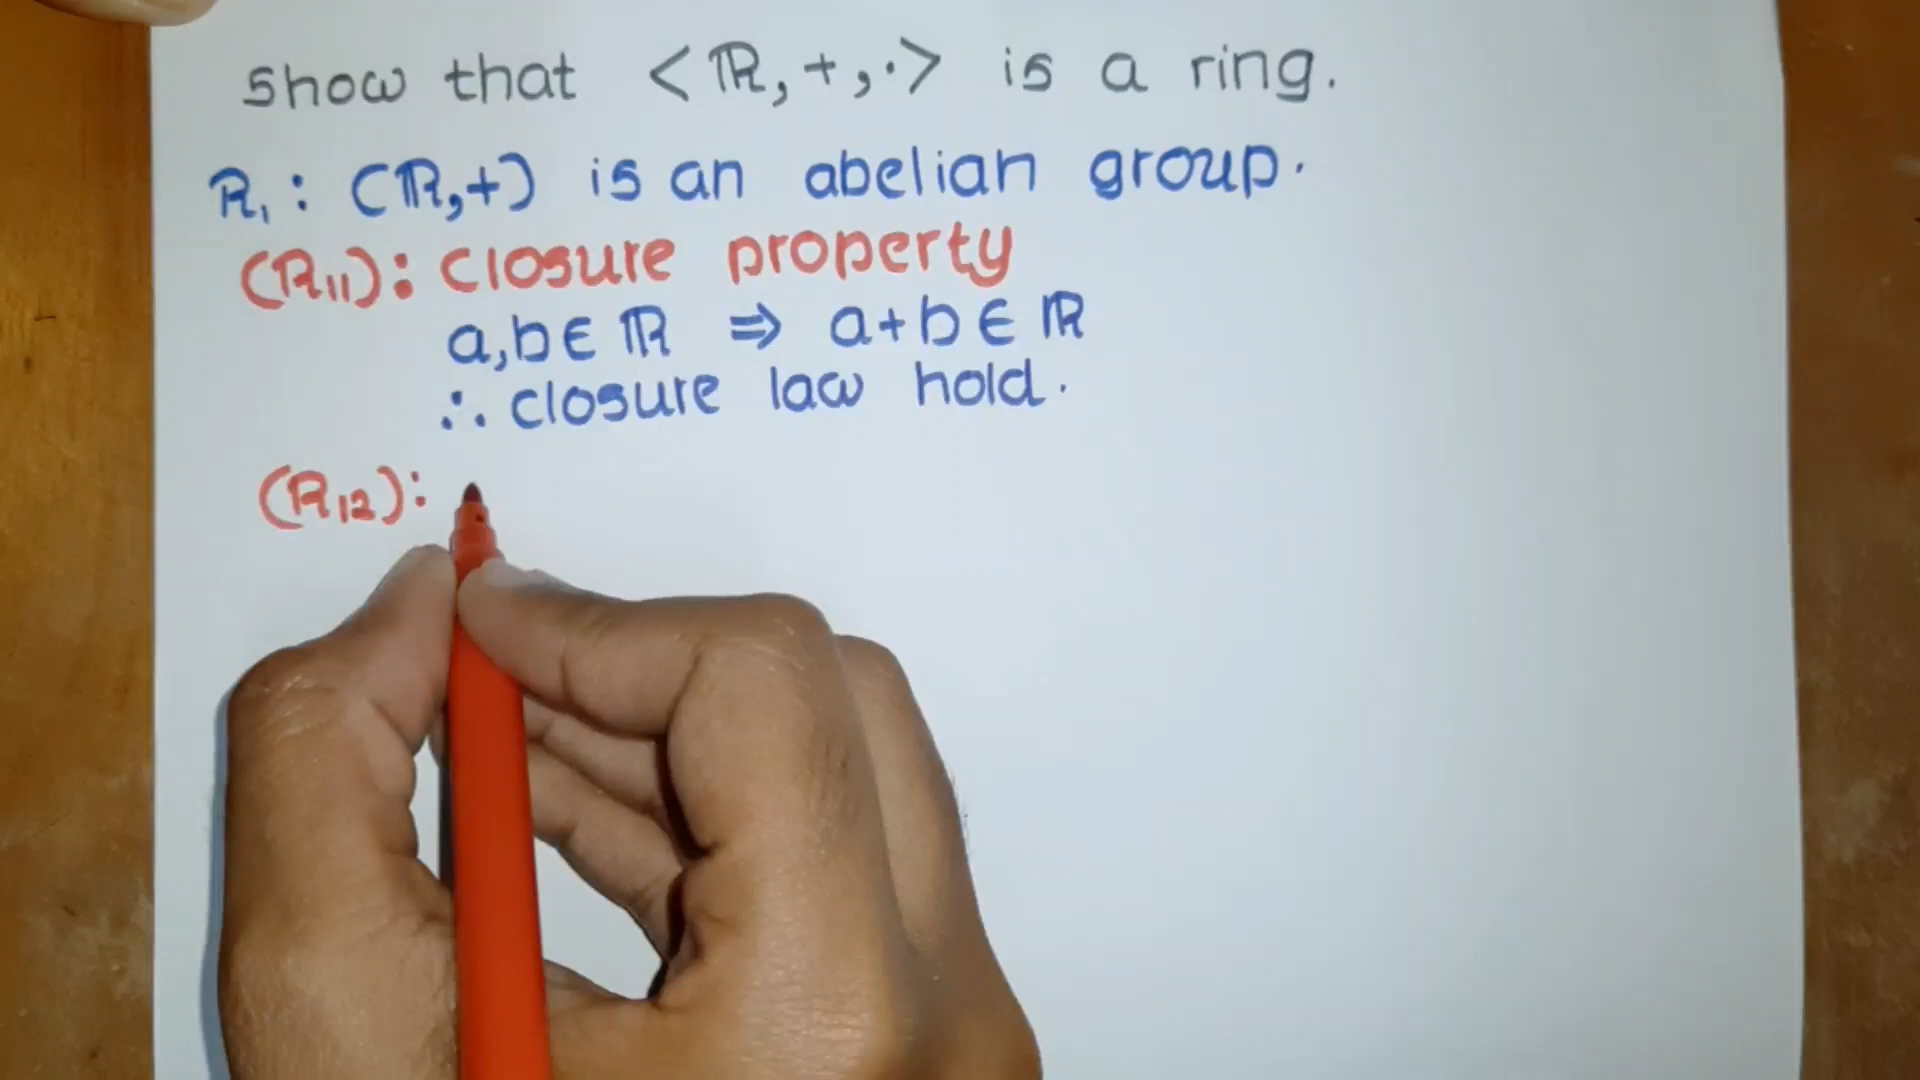 show that <ℝ,+,·> is a ring.
R₁ : (ℝ,+) is an abelian group.
(R₁₁): closure property
a,b∈ ℝ ⇒ a+b∈ ℝ
∴ closure law hold.
(R₁₂):